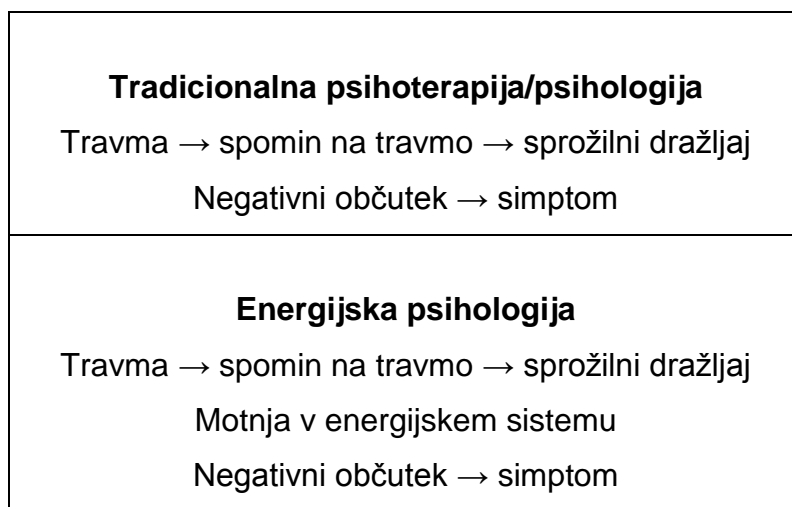 Tradicionalna psihoterapija/psihologija
Travma → spomin na travmo → sprožilni dražljaj
Negativni občutek → simptom
Energijska psihologija
Travma → spomin na travmo → sprožilni dražljaj
Motnja v energijskem sistemu
Negativni občutek → simptom